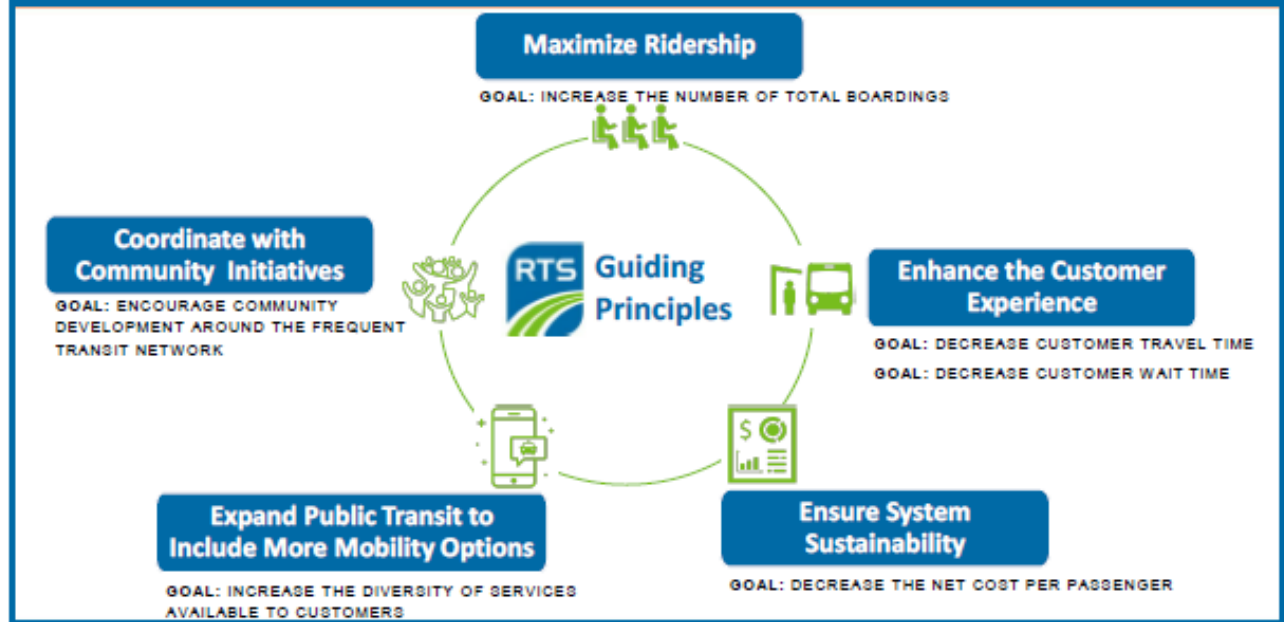 Maximize Ridership
GOAL: INCREASE THE NUMBER OF TOTAL BOARDINGS
Coordinate with
Community Initiatives
GOAL: ENCOURAGE COMMUNITY
DEVELOPMENT AROUND THE FREQUENT
TRANSIT NETWORK
RTS
Guiding
Principles
Enhance the Customer
Experience
GOAL: DECREASE CUSTOMER TRAVEL TIME
GOAL: DECREASE CUSTOMER WAIT TIME
$
Expand Public Transit to
Include More Mobility Options
GOAL: INCREASE THE DIVERSITY OF SERVICES
AVAILABLE TO CUSTOMERS
Ensure System
Sustainability
GOAL: DECREASE THE NET COST PER PASSENGER